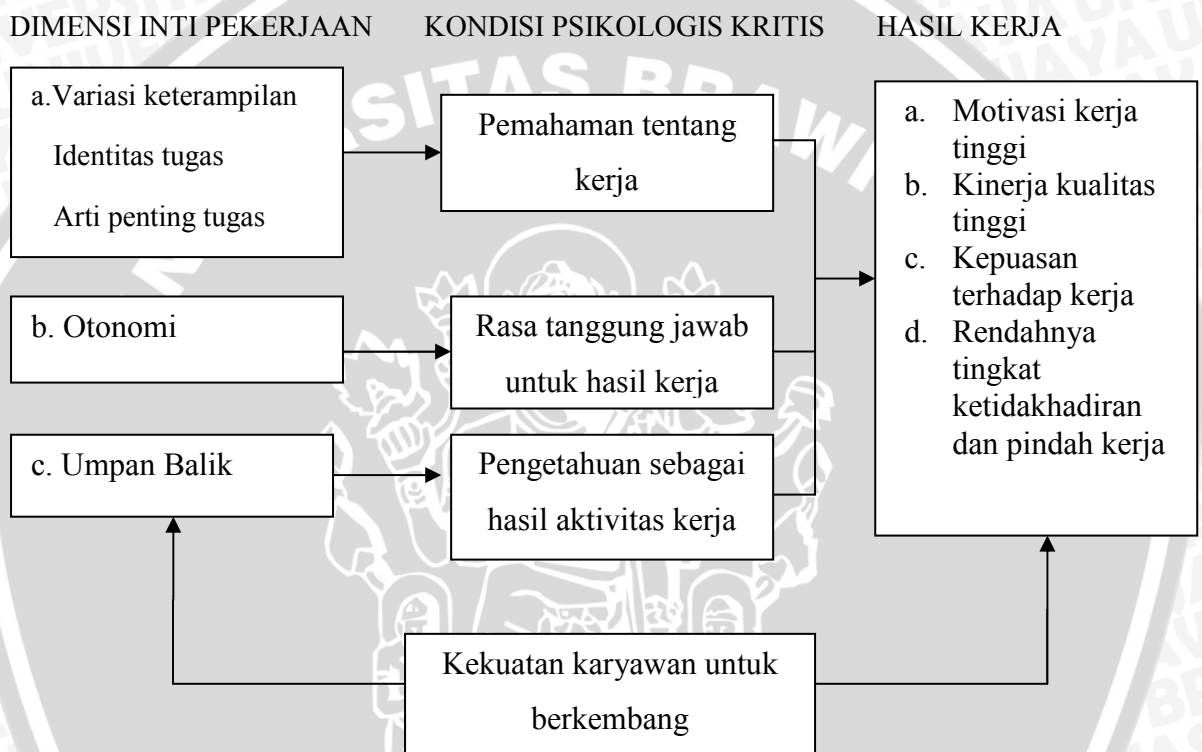 DIMENSI INTI PEKERJAAN KONDISI PSIKOLOGIS KRITIS HASIL KERJA
a.Variasi keterampilan
Identitas tugas
Arti penting tugas
b. Otonomi
c. Umpan Balik
Pemahaman tentang
kerja
Rasa tanggung jawab
untuk hasil kerja
Pengetahuan sebagai
hasil aktivitas kerja
a. Motivasi kerja
tinggi
b. Kinerja kualitas
tinggi
c. Kepuasan
terhadap kerja
d. Rendahnya
tingkat
ketidakhadiran
dan pindah kerja
Kekuatan karyawan untuk
berkembang